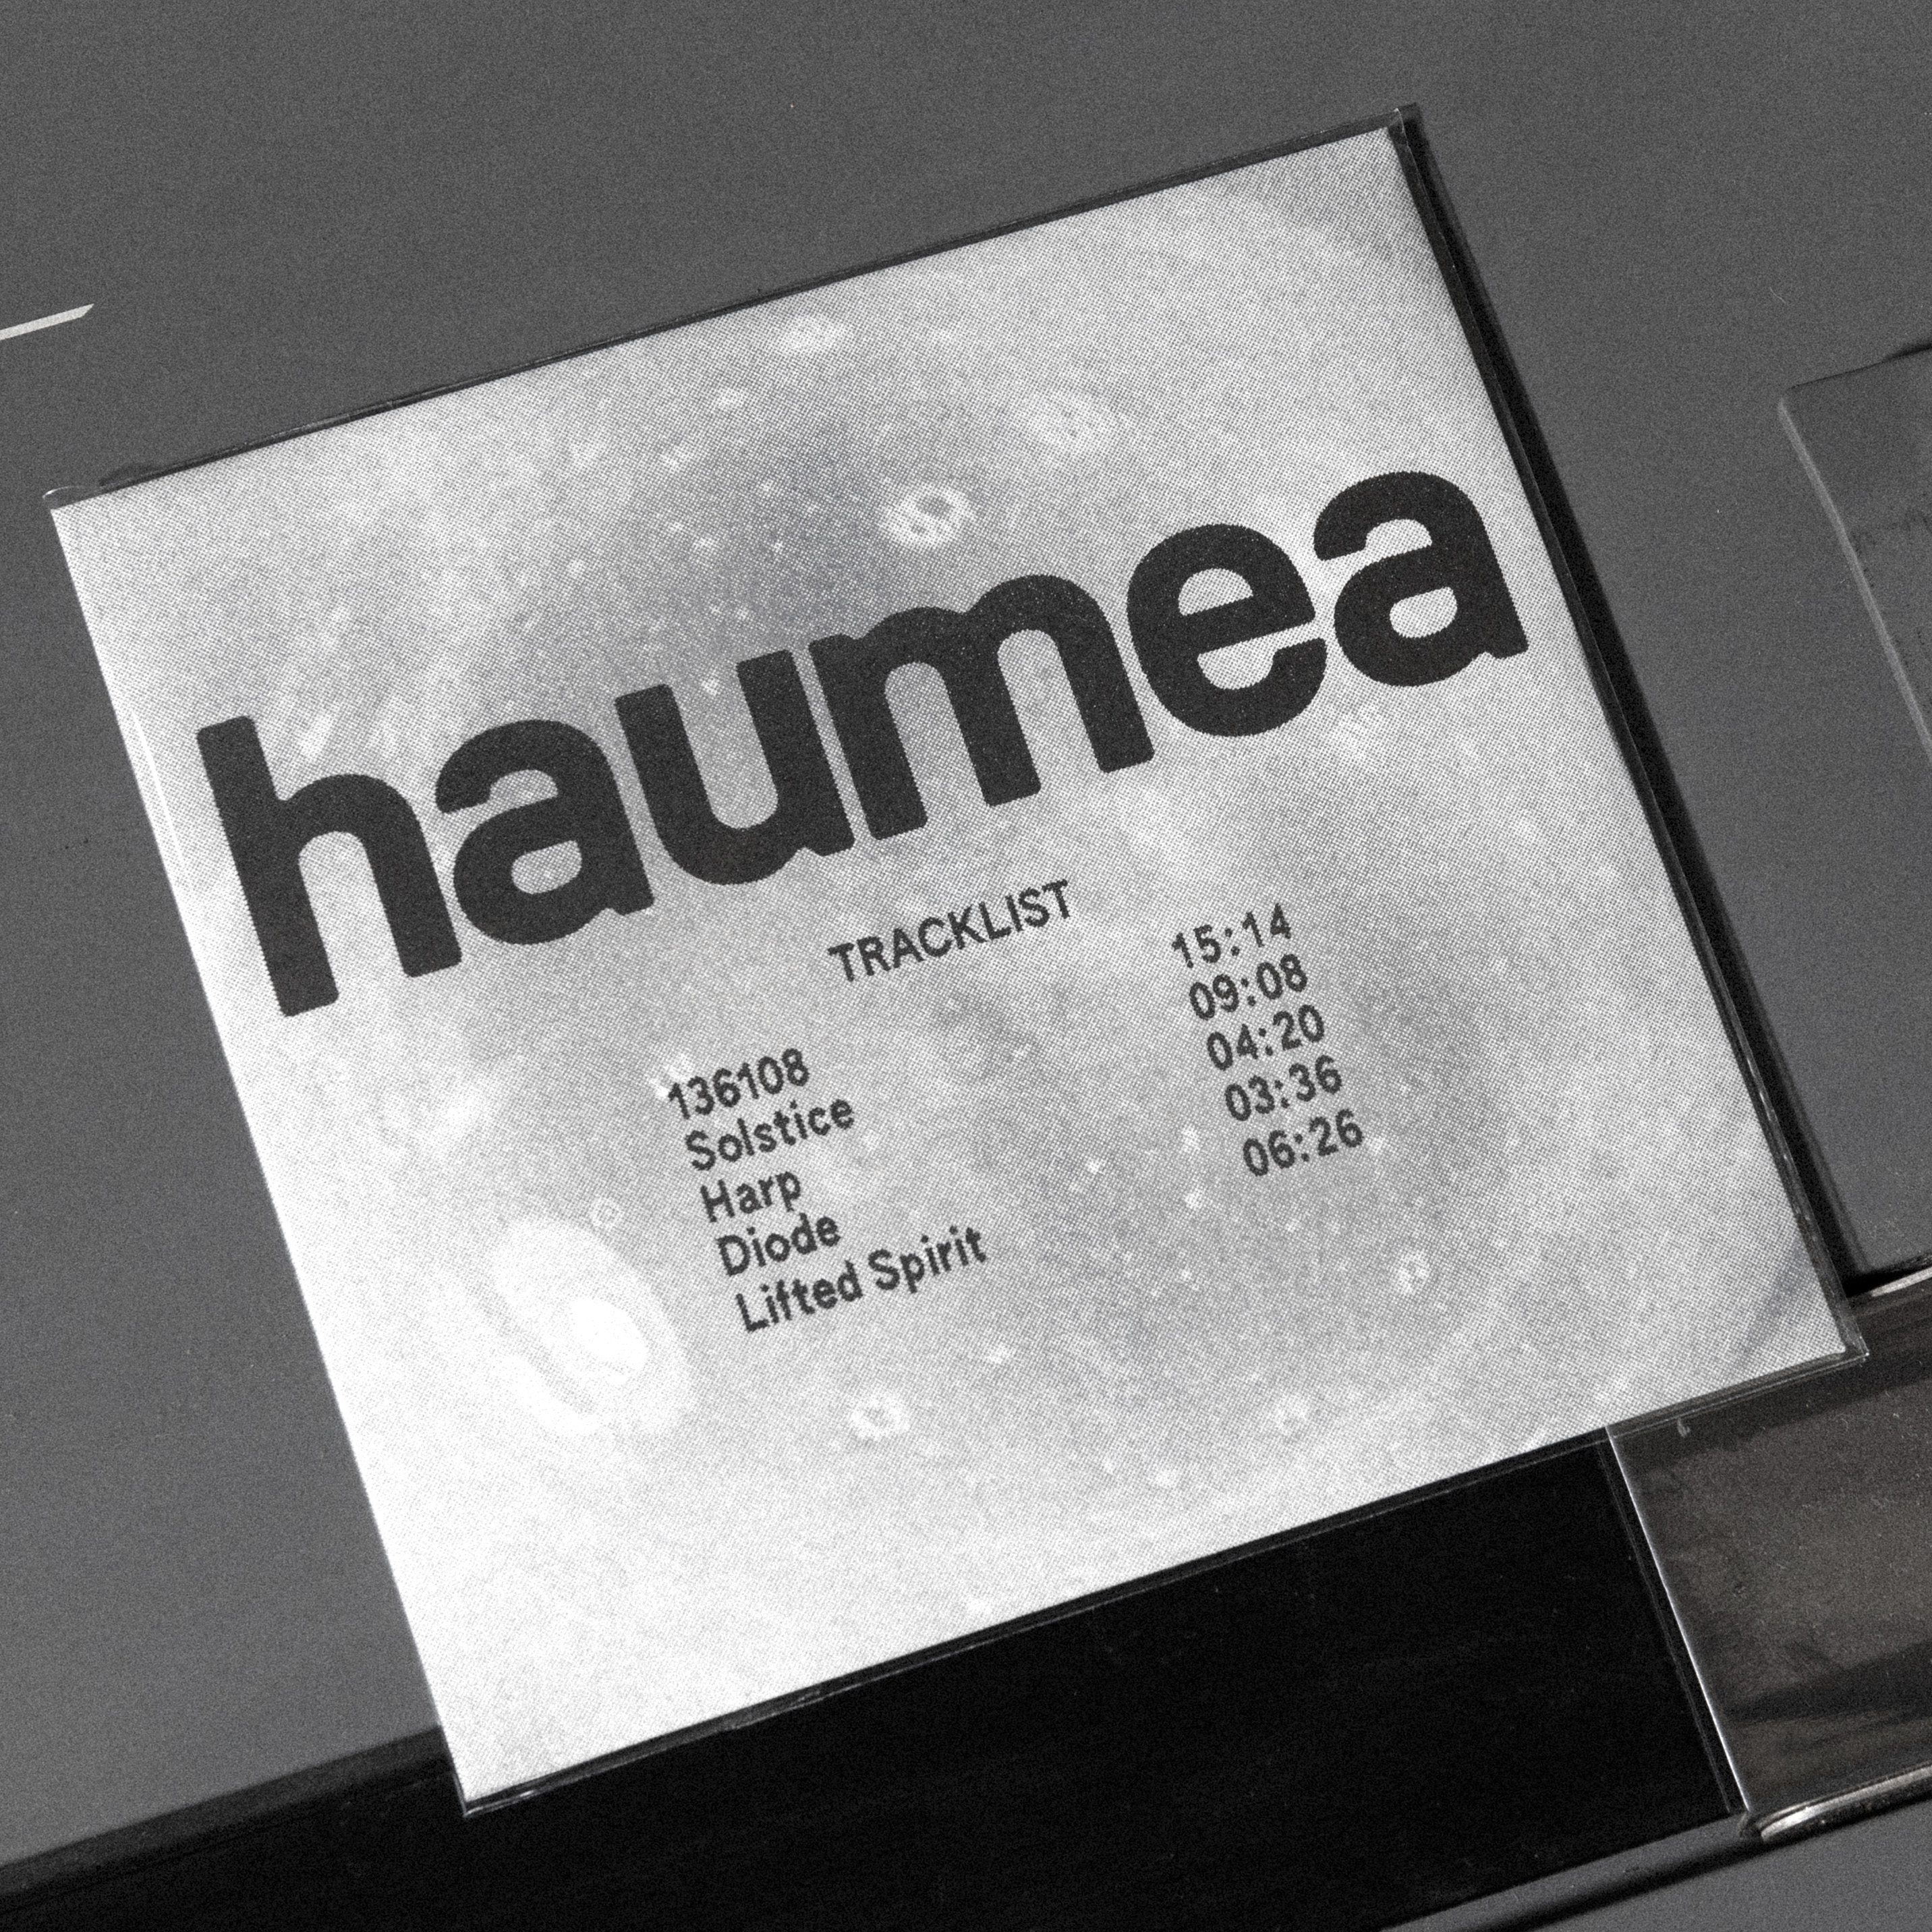 haumea
TRACKLIST
136108 15:14
Solstice 09:08
Harp 04:20
Diode 03:36
Lifted Spirit 06:26